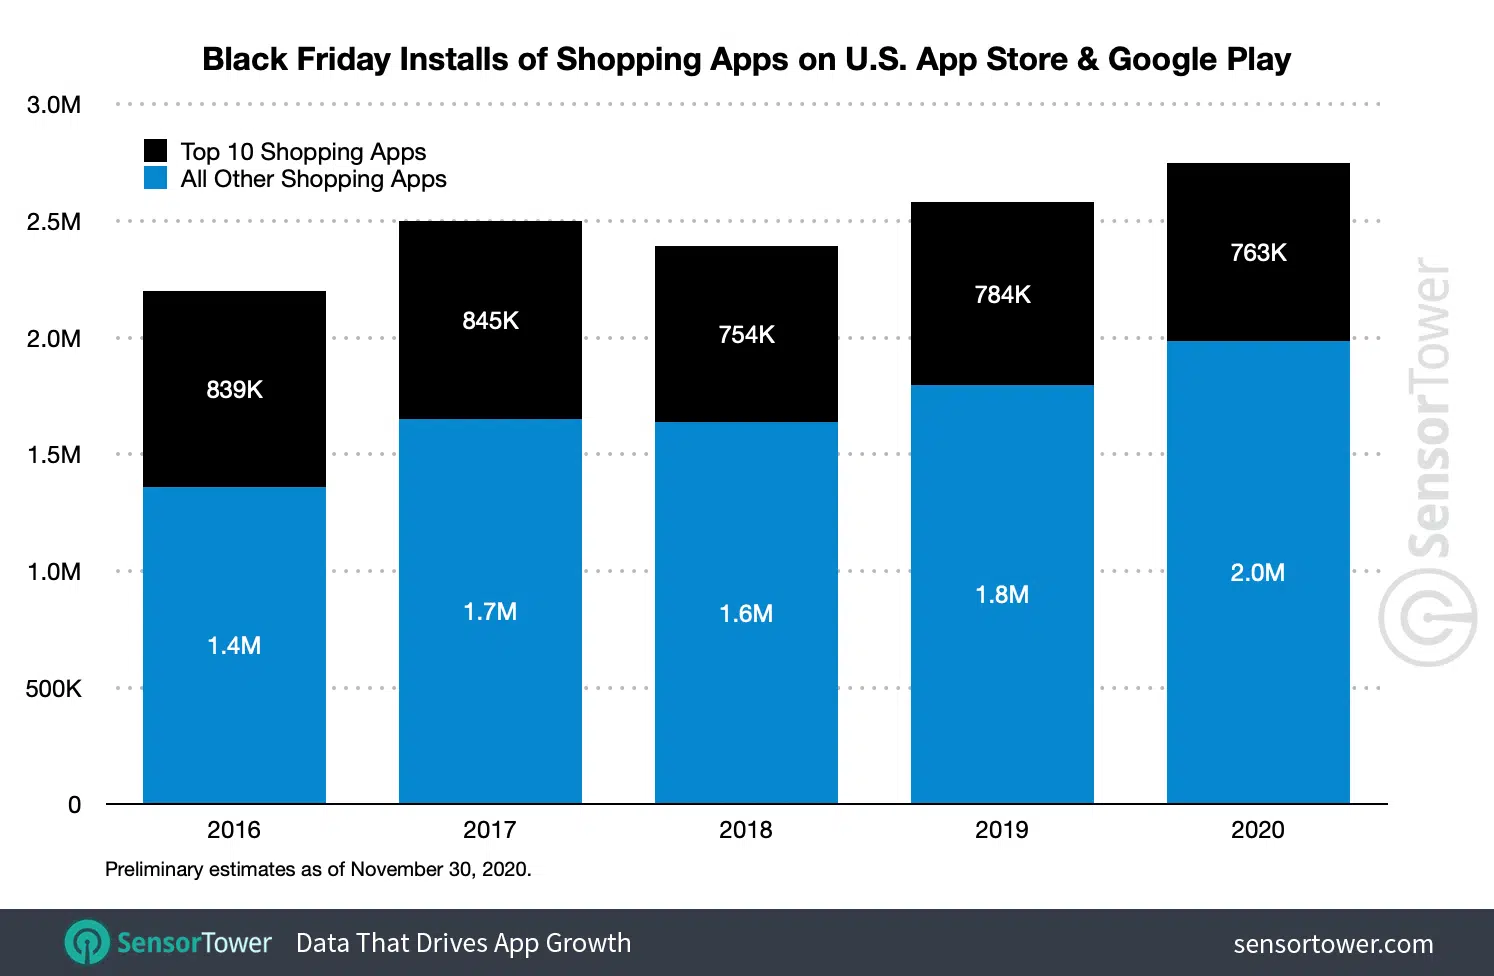 Black Friday Installs of Shopping Apps on U.S. App Store & Google Play
3.0M
Top 10 Shopping Apps
All Other Shopping Apps
2.5M
2.0M
1.5M
1.0M
500K
0
839K
1.4M
845K
1.7M
754K
1.6M
784K
1.8M
763K
2.0M
2016
2017
2018
2019
2020
SensorTower
Preliminary estimates as of November 30, 2020.
SensorTower
Data That Drives App Growth
sensortower.com